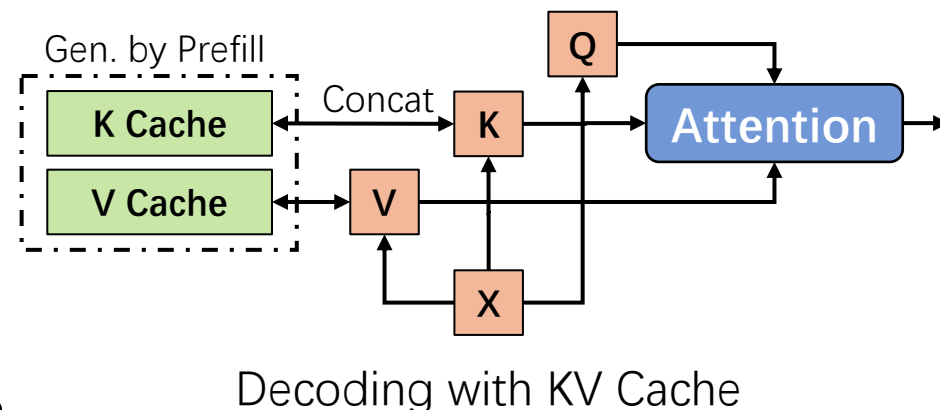 Gen. by Prefill
Q
K Cache
Concat
K
Attention
V Cache
V
X
Decoding with KV Cache